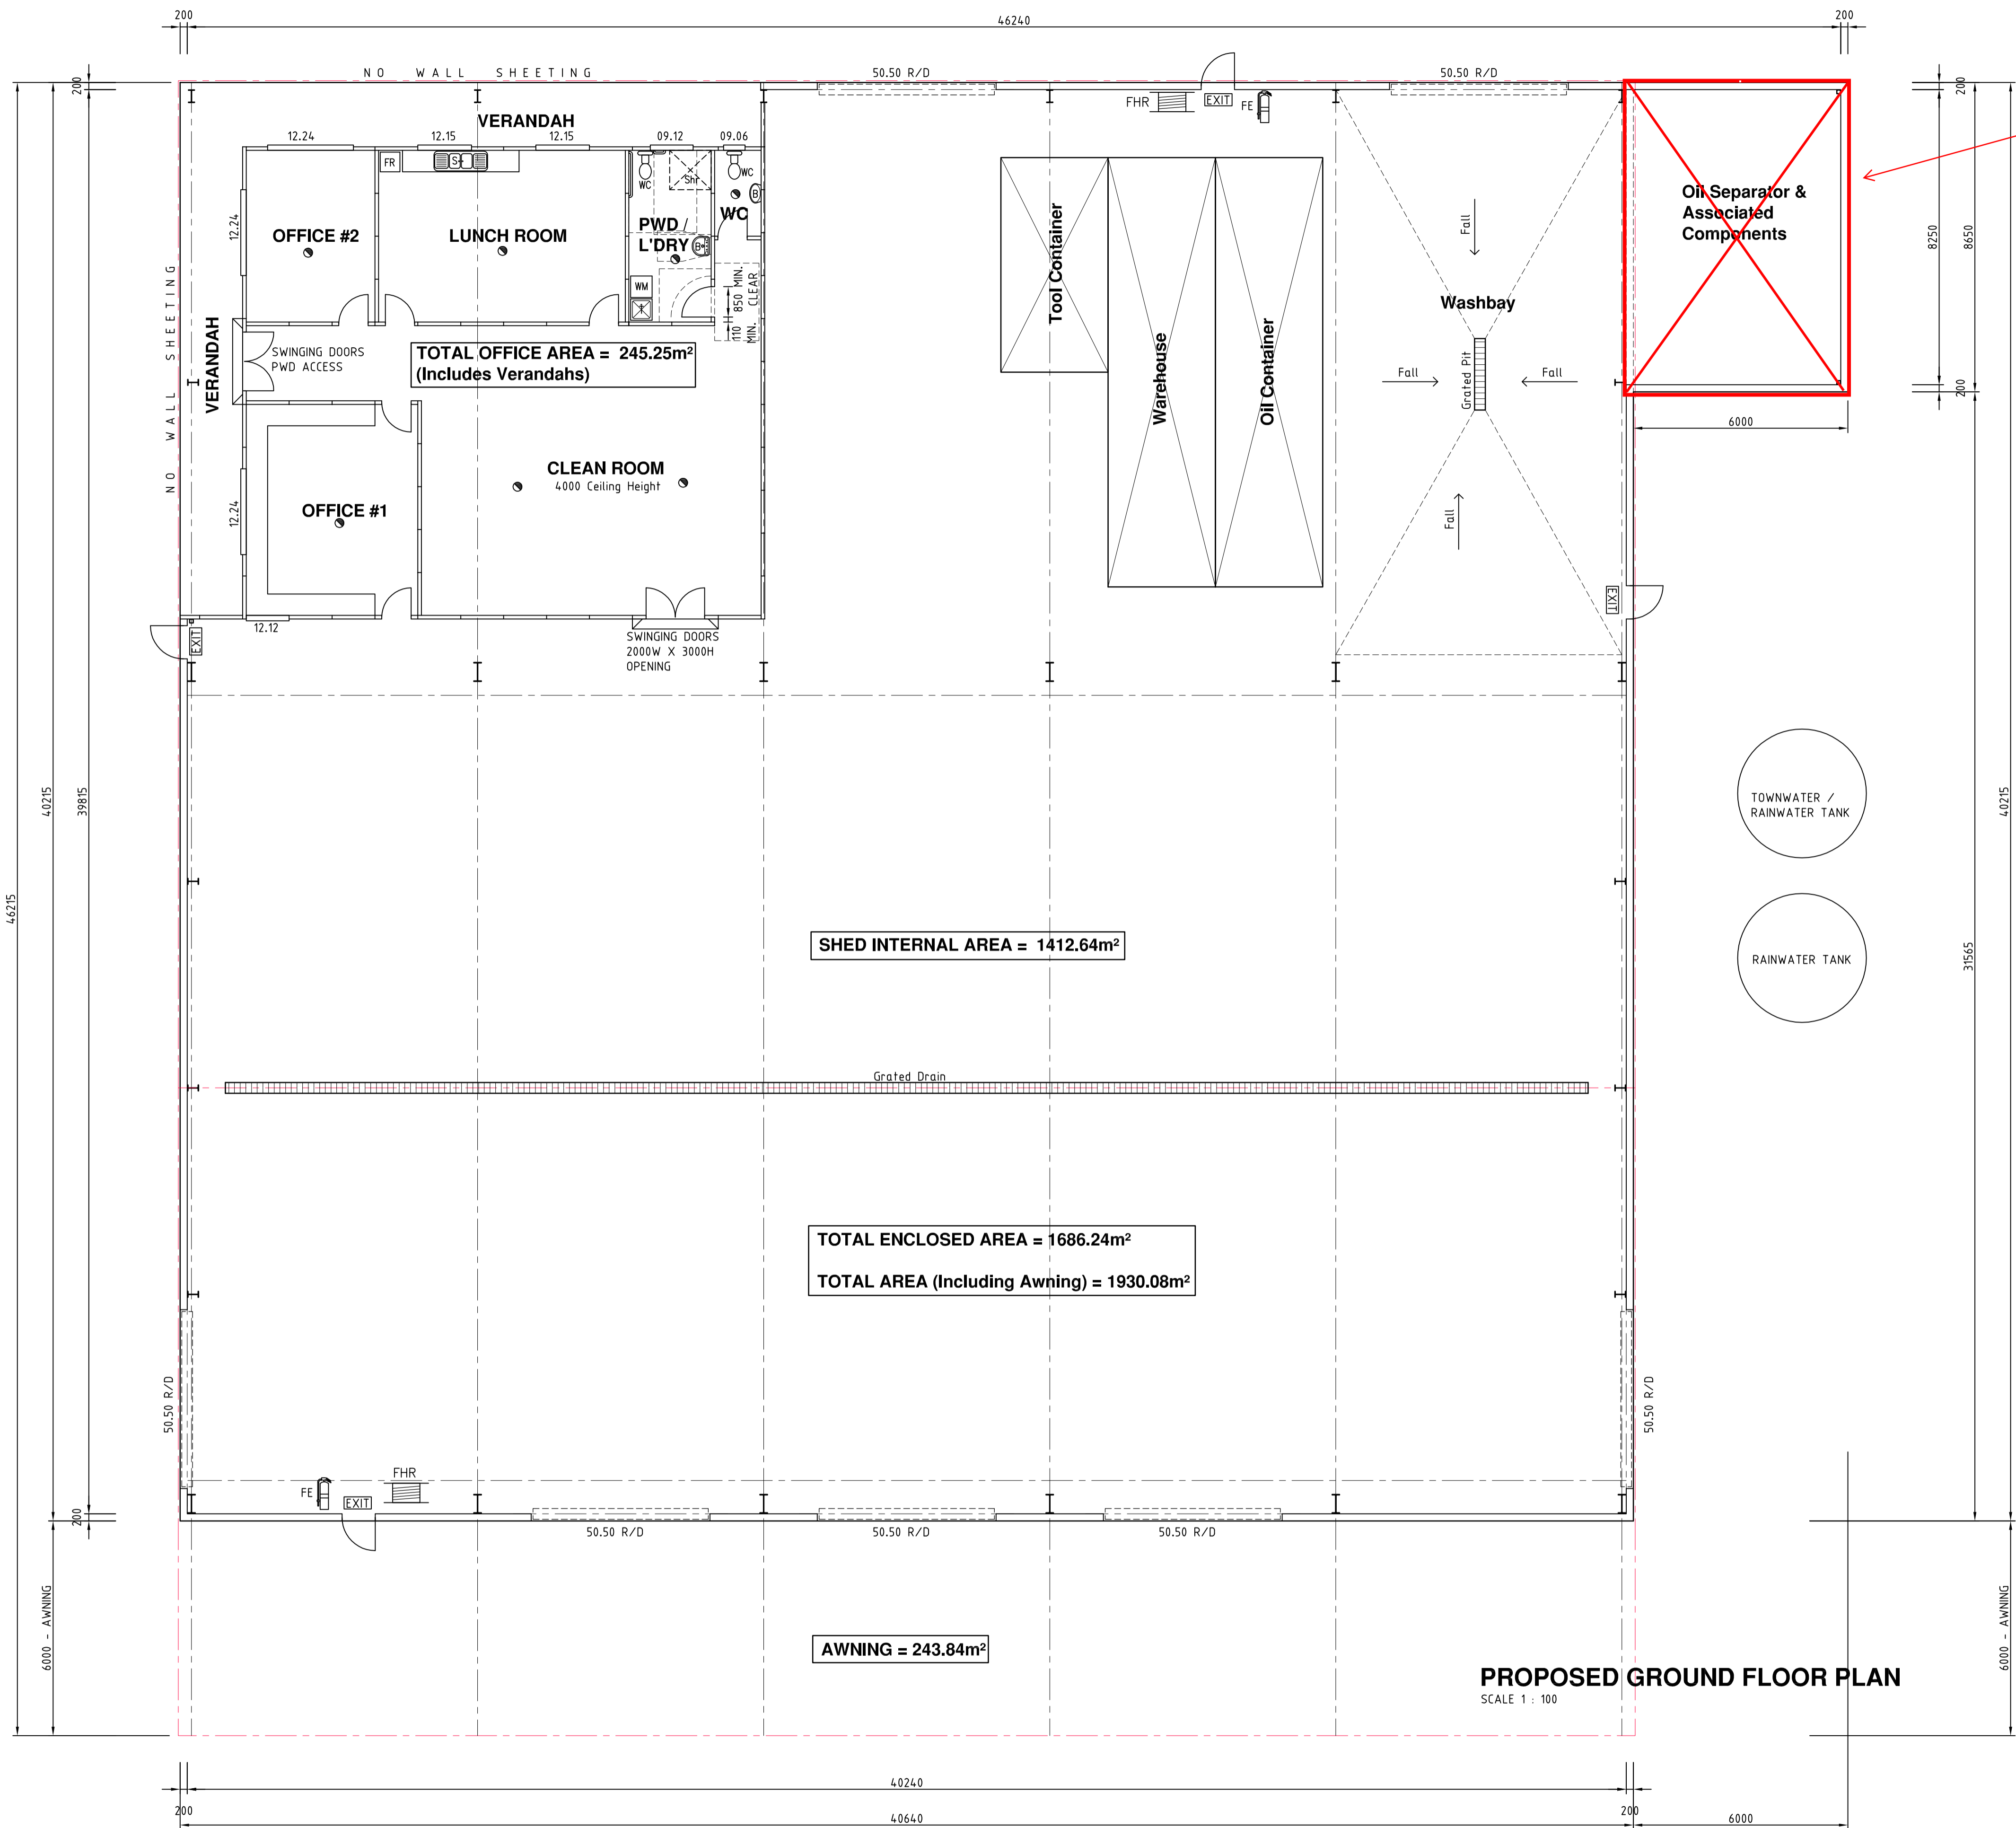 200
46240
200
NO WALL SHEETING
50.50 R/D
50.50 R/D
200
200
FHR
EXIT
FE
VERANDAH
12.24
12.15
12.15
09.12
09.06
FR
WC
Shr
WC
B
WC
12.24
OFFICE #2
LUNCH ROOM
PWD /
L'DRY
B
WM
850 MIN.
CLEAR
110
MIN.
Tool Container
Warehouse
Oil Container
Fall
Washbay
Grated Pit
Fall
Fall
Fall
Oil Separator &
Associated
Components
8250
8650
200
6000
NO WALL SHEETING
VERANDAH
SWINGING DOORS
PWD ACCESS
TOTAL OFFICE AREA = 245.25m²
(Includes Verandahs)
CLEAN ROOM
4000 Ceiling Height
12.24
OFFICE #1
12.12
EXIT
EXIT
SWINGING DOORS
2000W X 3000H
OPENING
TOWNWATER /
RAINWATER TANK
RAINWATER TANK
46215
40215
39815
40215
31565
SHED INTERNAL AREA = 1412.64m²
Grated Drain
TOTAL ENCLOSED AREA = 1686.24m²
TOTAL AREA (Including Awning) = 1930.08m²
50.50 R/D
50.50 R/D
FE
EXIT
FHR
200
50.50 R/D
50.50 R/D
50.50 R/D
6000 - AWNING
6000 - AWNING
AWNING = 243.84m²
PROPOSED GROUND FLOOR PLAN
SCALE 1 : 100
40240
200
40640
200
6000